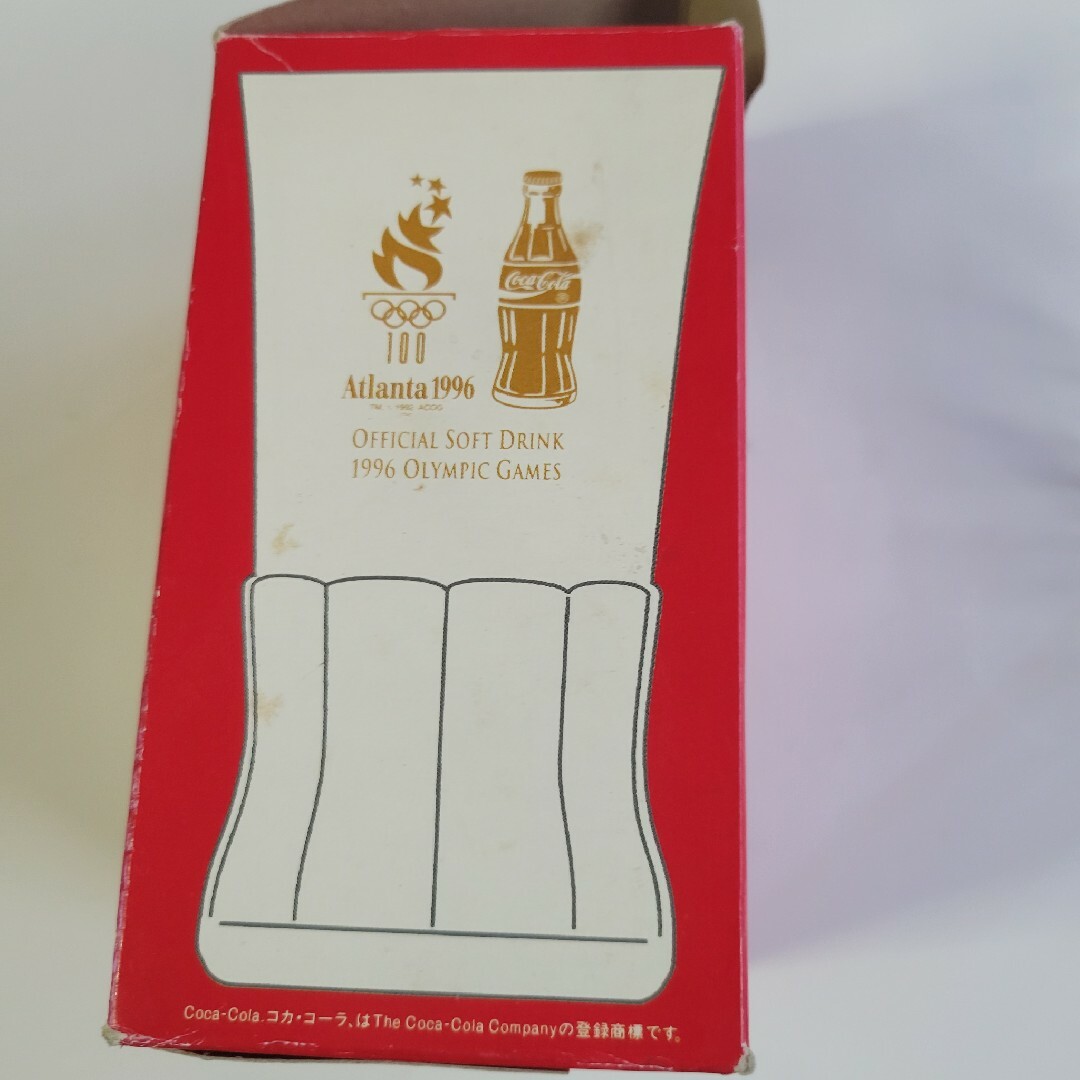 Coca-Cola
®
100
Atlanta 1996
OFFICIAL SOFT DRINK
1996 OLYMPIC GAMES
Coca-Cola.コカ・コーラ、はThe Coca-Cola Companyの登録商標です。